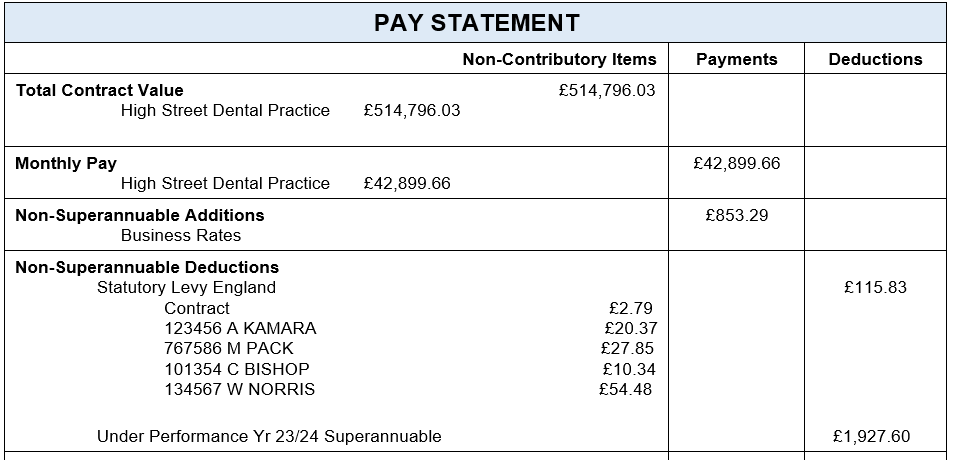 PAY STATEMENT
Non-Contributory Items Payments Deductions
Total Contract Value £514,796.03
High Street Dental Practice £514,796.03
Monthly Pay £42,899.66
High Street Dental Practice £42,899.66
Non-Superannuable Additions £853.29
Business Rates
Non-Superannuable Deductions
Statutory Levy England £115.83
Contract £2.79
123456 A KAMARA £20.37
767586 M PACK £27.85
101354 C BISHOP £10.34
134567 W NORRIS £54.48
Under Performance Yr 23/24 Superannuable £1,927.60